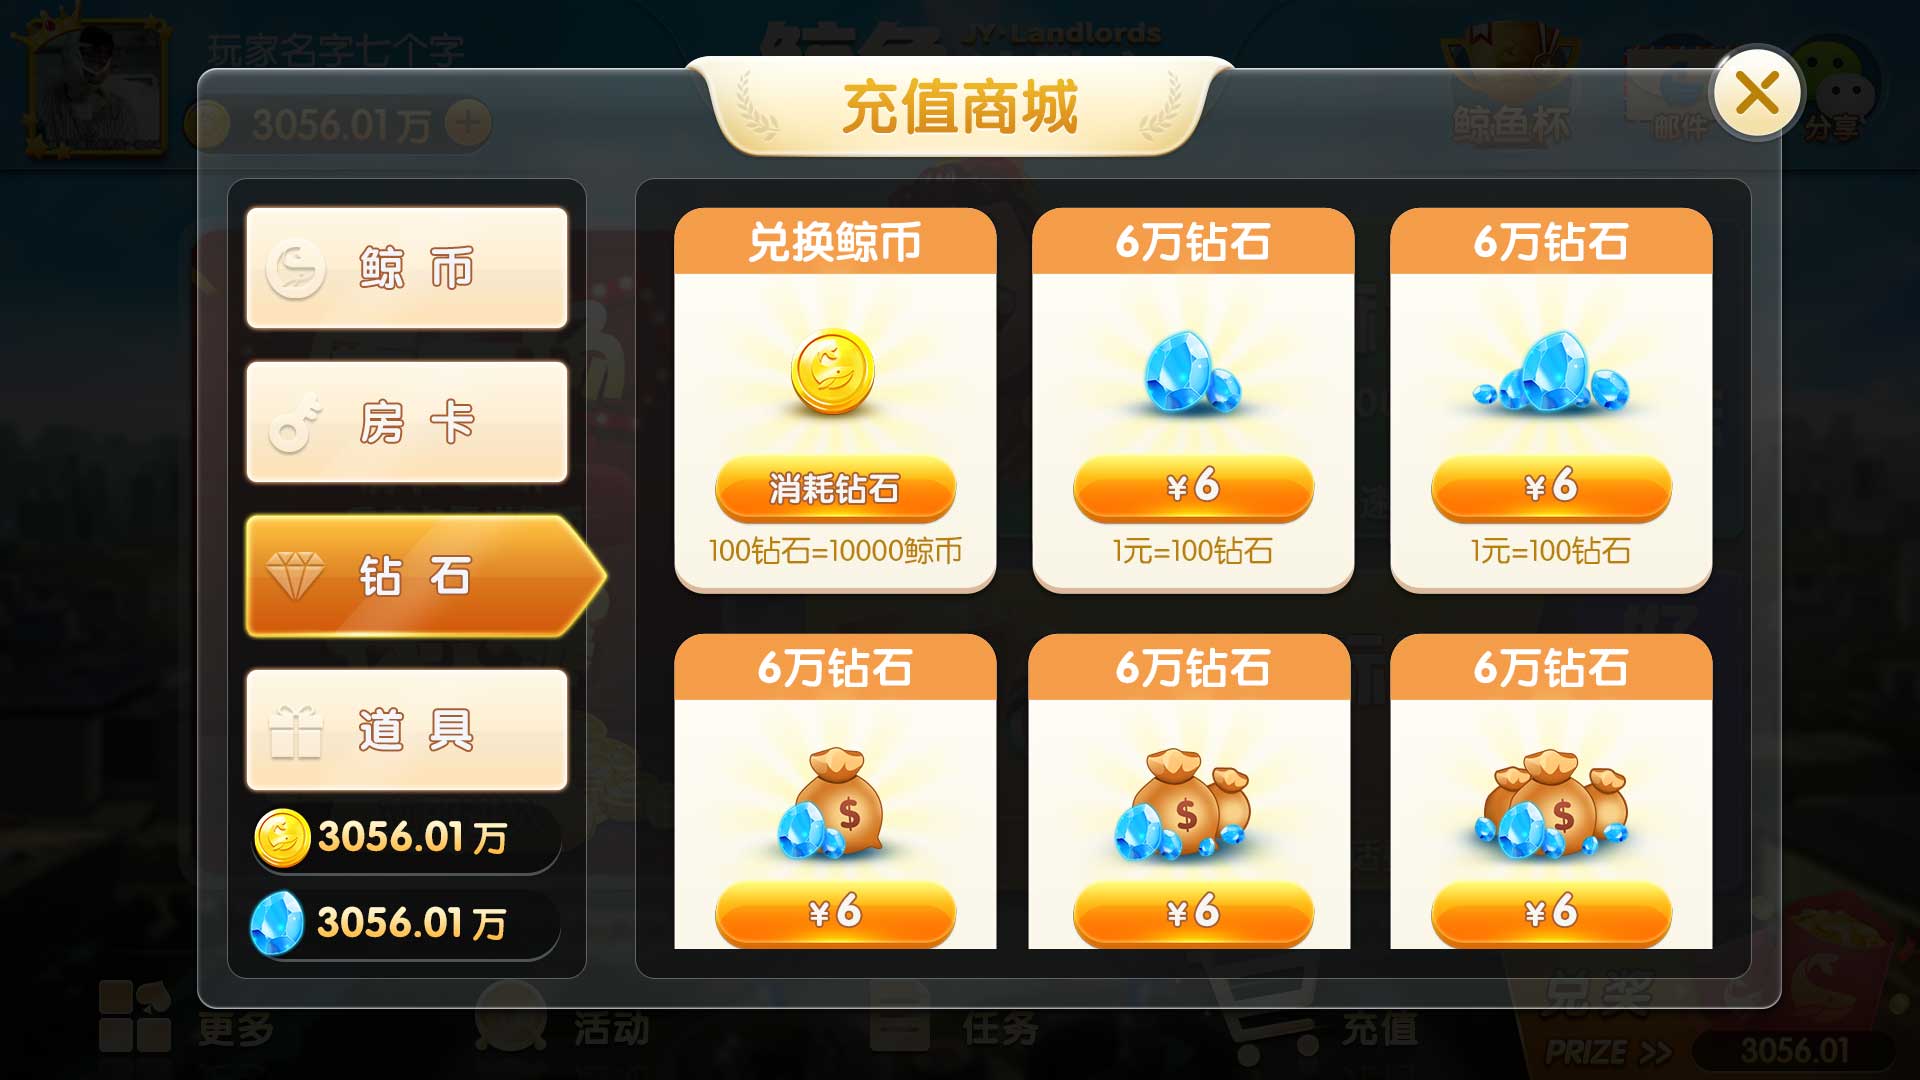 玩家名字七个字
JY·Landlords
3056.01万
鲸鱼杯
邮件
分享
充值商城
鲸币
房卡
钻石
道具
3056.01万
3056.01万
兑换鲸币
消耗钻石
100钻石=10000鲸币
6万钻石
¥6
1元=100钻石
6万钻石
¥6
1元=100钻石
6万钻石
$
¥6
6万钻石
$
¥6
6万钻石
$
¥6
更多
活动
任务
充值
兑奖
PRIZE >>
3056.01